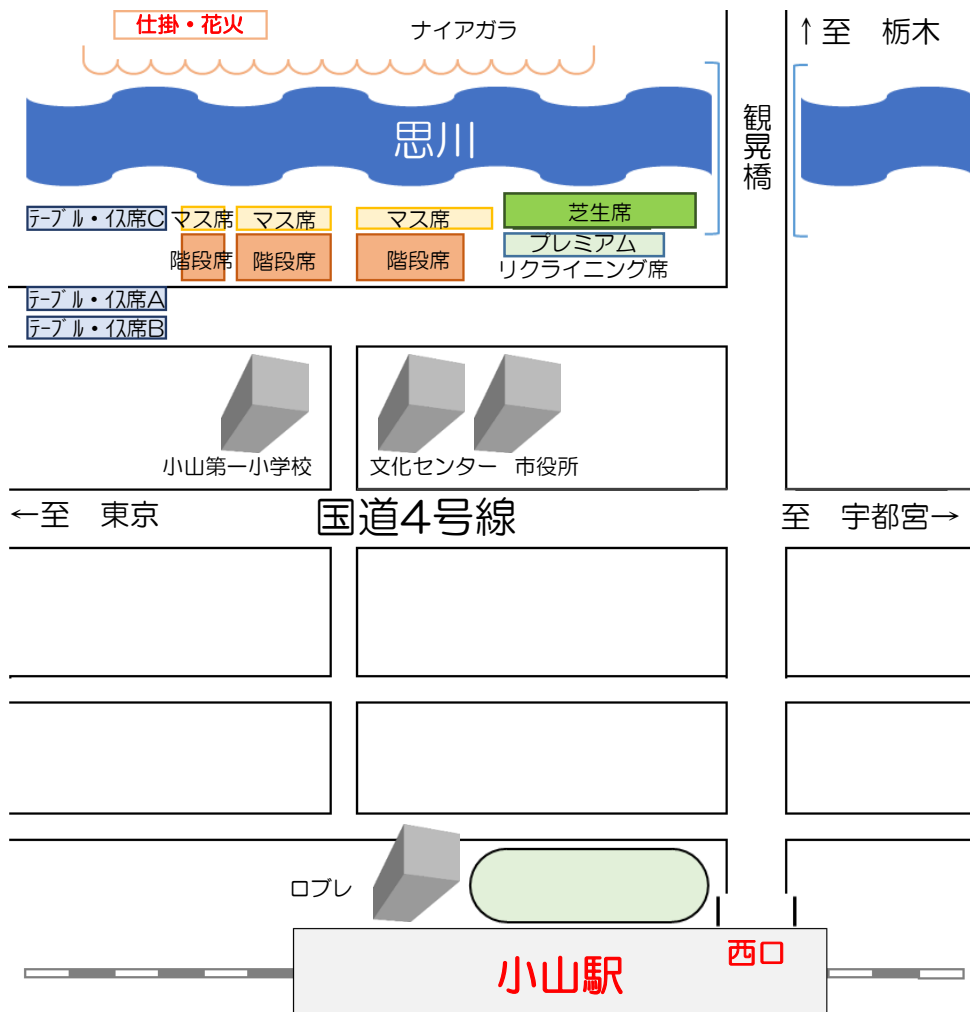 仕掛・花火
ナイアガラ
↑至　栃木
思川
観晃橋
テーブル・イス席C
マス席
マス席
マス席
芝生席
階段席
階段席
階段席
プレミアム
リクライニング席
テーブル・イス席A
テーブル・イス席B
小山第一小学校
文化センター
市役所
←至　東京
国道4号線
至　宇都宮→
ロブレ
西口
小山駅